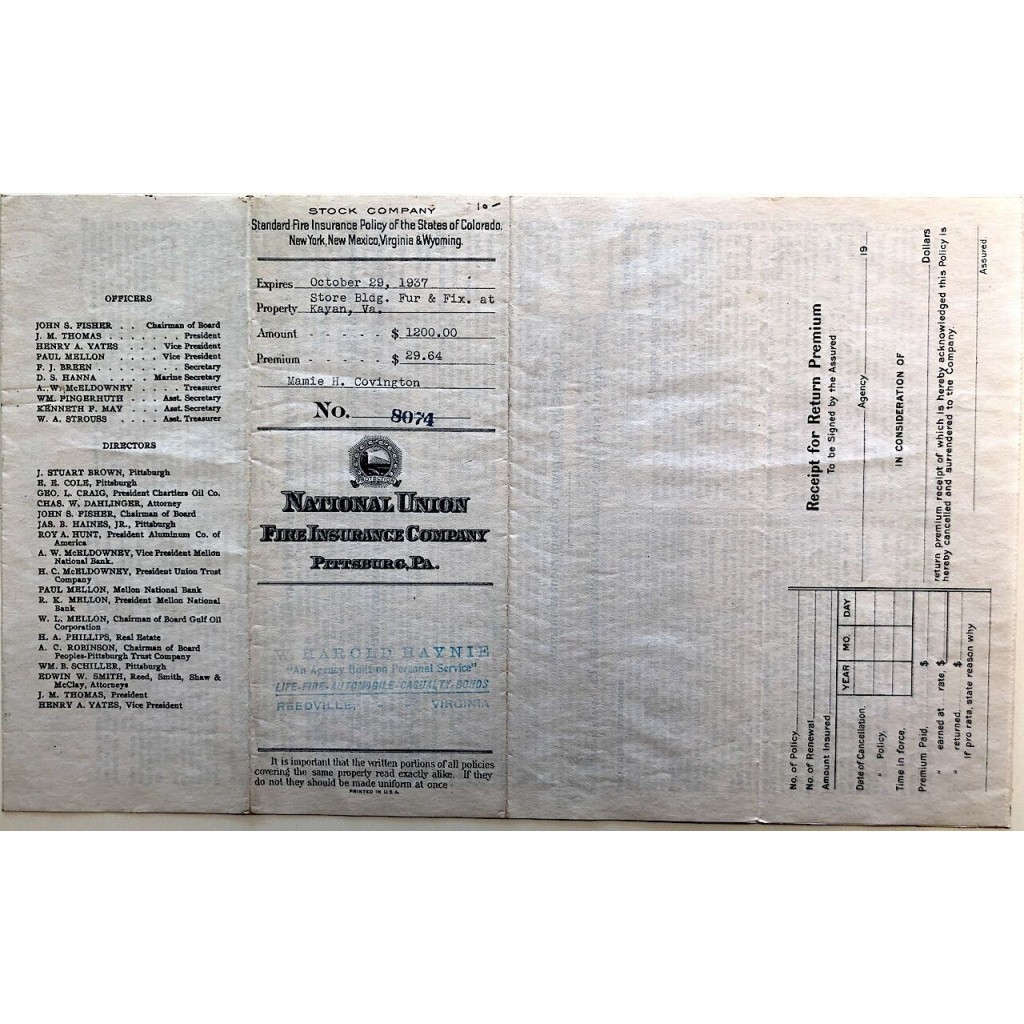 OFFICERS
JOHN S. FISHER . . Chairman of Board
J. M. THOMAS . . . . . . . . President
HENRY A. YATES . . . . Vice President
PAUL MELLON . . . . . Vice President
F. J. BREEN . . . . . . . . . Secretary
D. S. HANNA . . . . . Marine Secretary
A. W. McELDOWNEY . . . . Treasurer
WM. FINGERHUTH . . . Asst. Secretary
KENNETH F. MAY . . . Asst. Secretary
W. A. STROUSS . . . . Asst. Treasurer
DIRECTORS
J. STUART BROWN, Pittsburgh
E. E. COLE, Pittsburgh
GEO. L. CRAIG, President Chartiers Oil Co.
CHAS. W. DAHLINGER, Attorney
JOHN S. FISHER, Chairman of Board
JAS. B. HAINES, JR., Pittsburgh
ROY A. HUNT, President Aluminum Co. of
America
A. W. McELDOWNEY, Vice President Mellon
National Bank.
H. C. McELDOWNEY, President Union Trust
Company
PAUL MELLON, Mellon National Bank
R. K. MELLON, President Mellon National
Bank
W. L. MELLON, Chairman of Board Gulf Oil
Corporation
H. A. PHILLIPS, Real Estate
A. C. ROBINSON, Chairman of Board
Peoples-Pittsburgh Trust Company
WM. B. SCHILLER, Pittsburgh
EDWIN W. SMITH, Reed, Smith, Shaw &
McClay, Attorneys
J. M. THOMAS, President
HENRY A. YATES, Vice President
10-
STOCK COMPANY
Standard Fire Insurance Policy of the States of Colorado,
New York, New Mexico, Virginia & Wyoming.
Expires October 29, 1937
Store Bldg. Fur & Fix. at
Property Kayan, Va.
Amount - - - - - - $ 1200.00
Premium - - - - - - $ 29.64
Mamie H. Covington
No. 8074
PROTECTION
NATIONAL UNION
FIRE INSURANCE COMPANY
PITTSBURG, PA.
HAROLD HAYNIE
"An Agency Built on Personal Service"
LIFE-FIRE-AUTOMOBILE-CASUALTY-BONDS
REEDVILLE, - - VIRGINIA
It is important that the written portions of all policies
covering the same property read exactly alike. If they
do not they should be made uniform at once
PRINTED IN U.S.A.
Receipt for Return Premium
To be Signed by the Assured
Agency 19
IN CONSIDERATION OF
Dollars
return premium receipt of which is hereby acknowledged this Policy is
hereby cancelled and surrendered to the Company.
Assured.
No. of Policy
No. of Renewal
Amount Insured
YEAR MO. DAY
Date of Cancellation,
" Policy,
Time in force,
Premium Paid, $
" earned at rate, $
" returned, $
If pro rata, state reason why